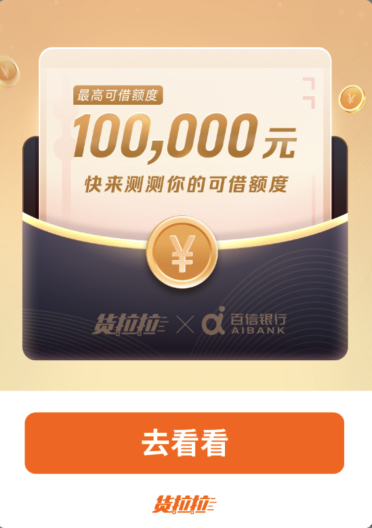 最高可借额度
100,000元
快来测测你的可借额度
¥
货拉拉 × 百信银行
AIBANK
去看看
货拉拉